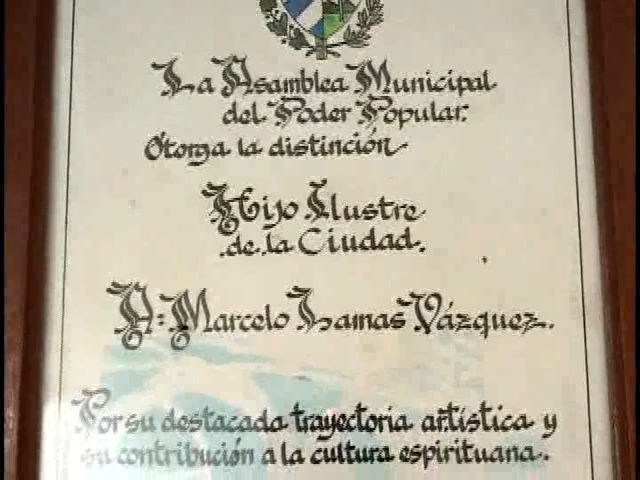 La Asamblea Municipal
del Poder Popular.
Otorga la distinción
Hijo Ilustre
de la Ciudad.
A: Marcelo Lamas Vázquez.
Por su destacada trayectoria artística y
su contribución a la cultura espirituana.